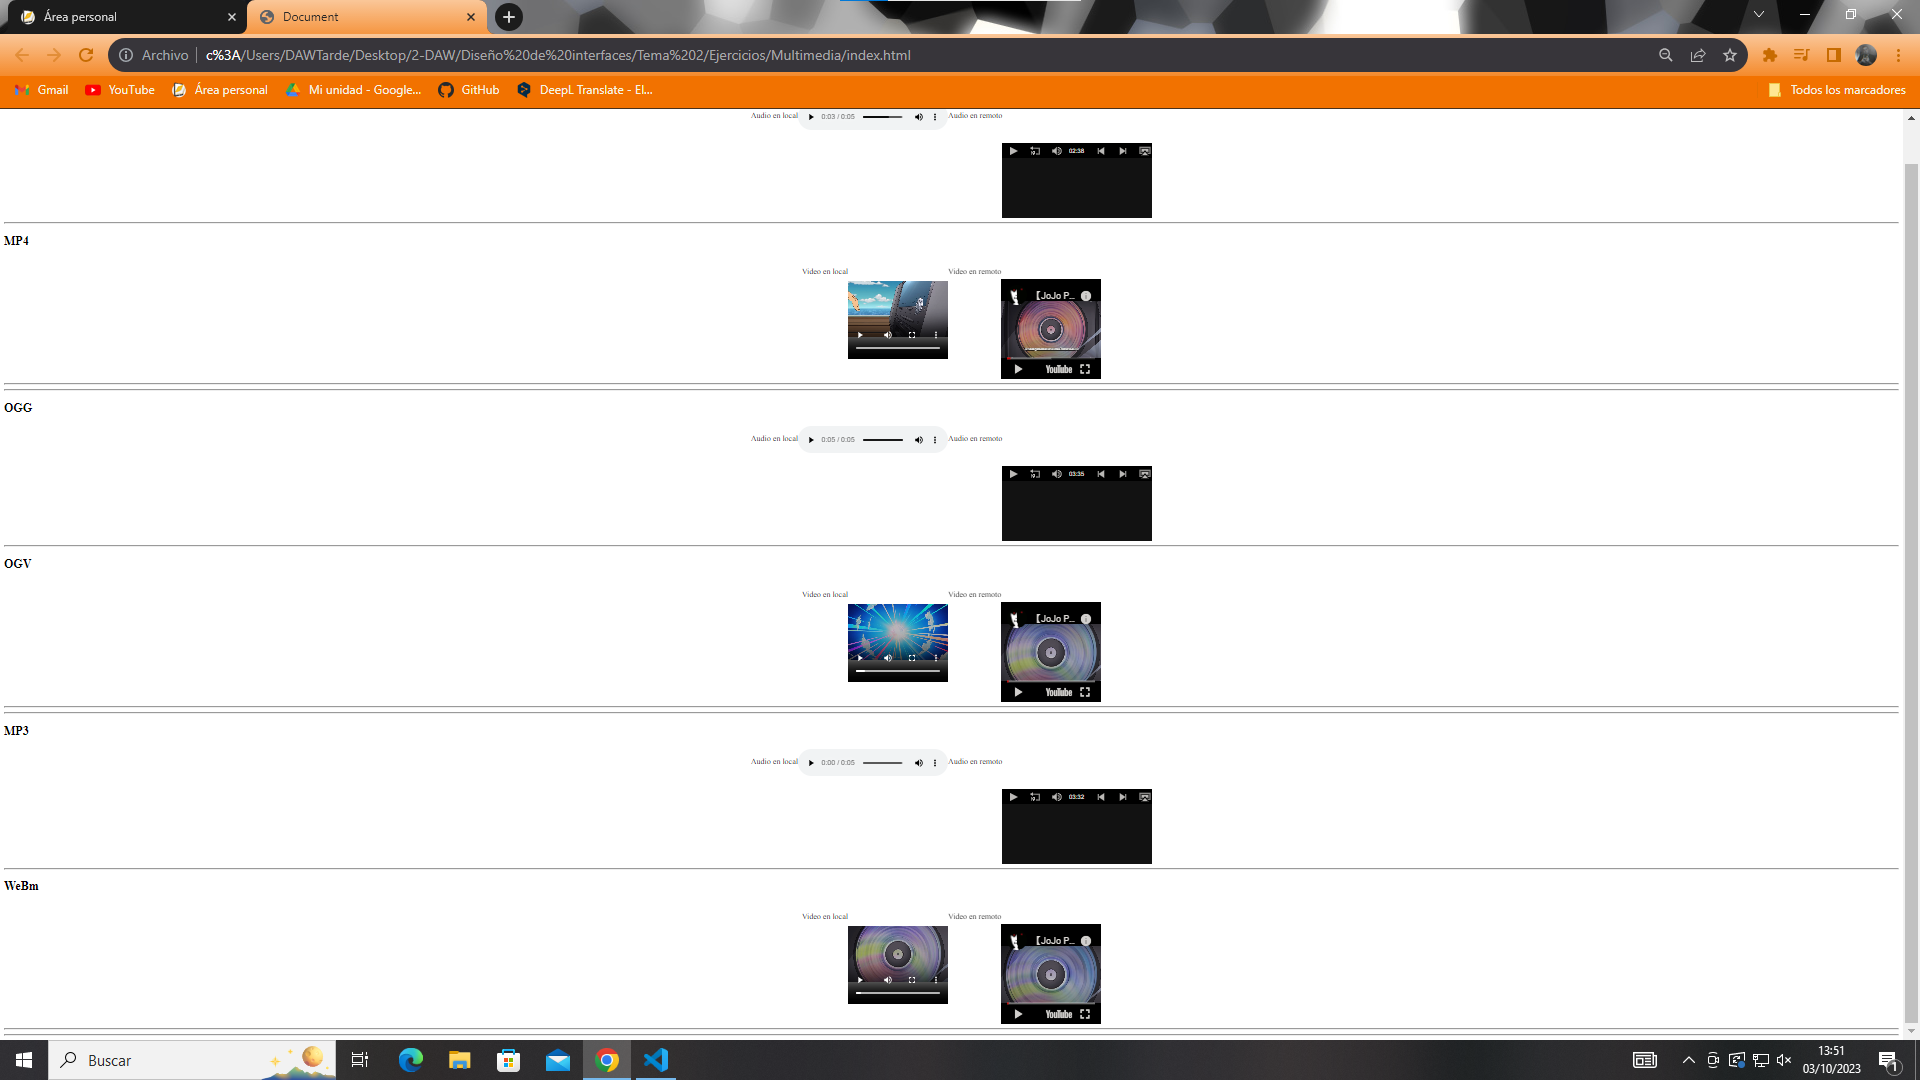 Área personal
Document
Archivo
c%3A/Users/DAWTarde/Desktop/2-DAW/Diseño%20de%20interfaces/Tema%202/Ejercicios/Multimedia/index.html
Gmail
YouTube
Área personal
Mi unidad - Google...
GitHub
DeepL Translate - El...
Todos los marcadores
Audio en local
0:03 / 0:05
Audio en remoto
02:38
MP4
Video en local
Video en remoto
[ JoJo P...
YouTube
OGG
Audio en local
0:05 / 0:05
Audio en remoto
03:35
OGV
Video en local
Video en remoto
[ JoJo P...
YouTube
MP3
Audio en local
0:00 / 0:05
Audio en remoto
03:32
WeBm
Video en local
Video en remoto
[ JoJo P...
YouTube
Buscar
13:51
03/10/2023
1